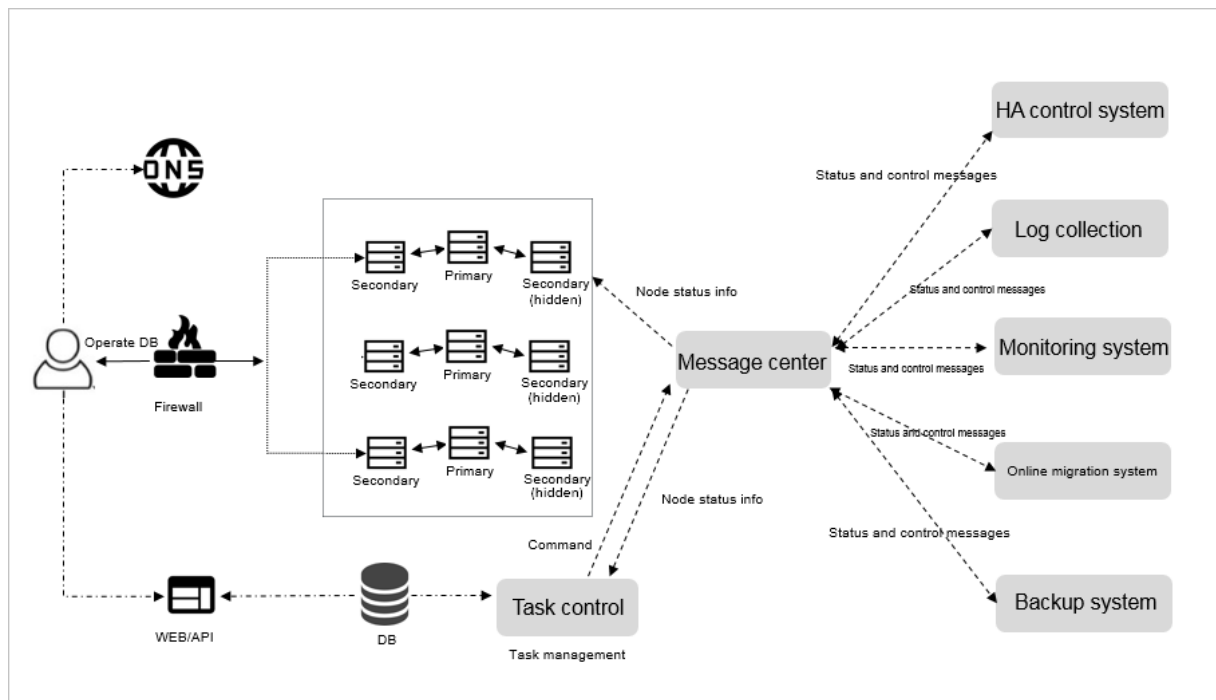 HA control system
DNS
Status and control messages
Log collection
Secondary
Primary
Secondary
(hidden)
Node status info
Status and control messages
Operate DB
Firewall
Secondary
Primary
Secondary
(hidden)
Message center
Monitoring system
Status and control messages
Status and control messages
Online migration system
Secondary
Primary
Secondary
(hidden)
Node status info
Status and control messages
Command
WEB/API
DB
Task control
Task management
Backup system